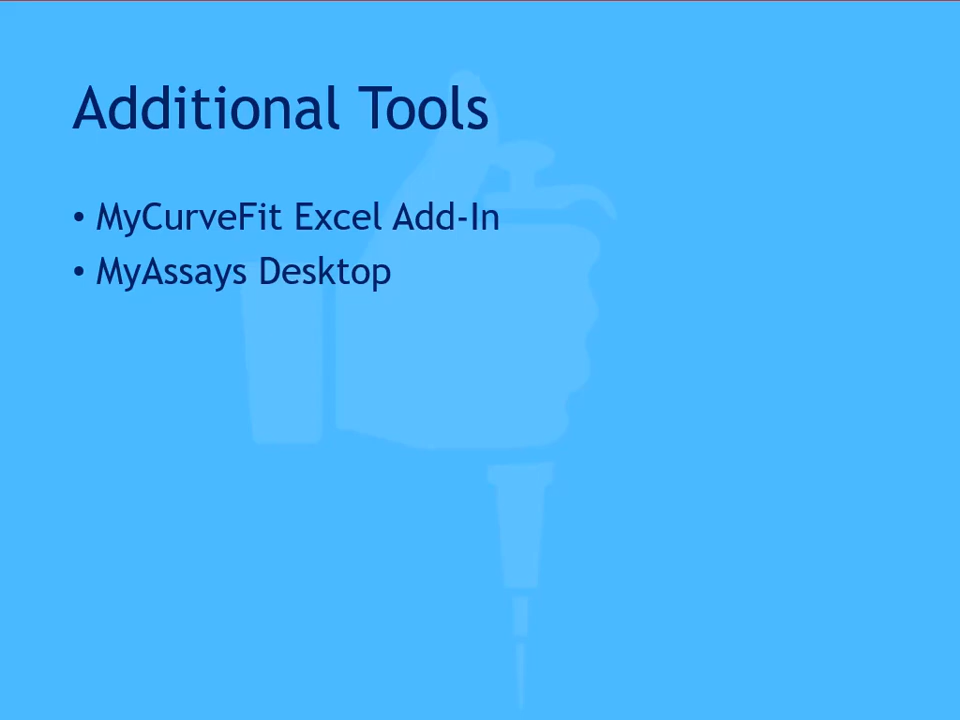 Additional Tools
• MyCurveFit Excel Add-In
• MyAssays Desktop